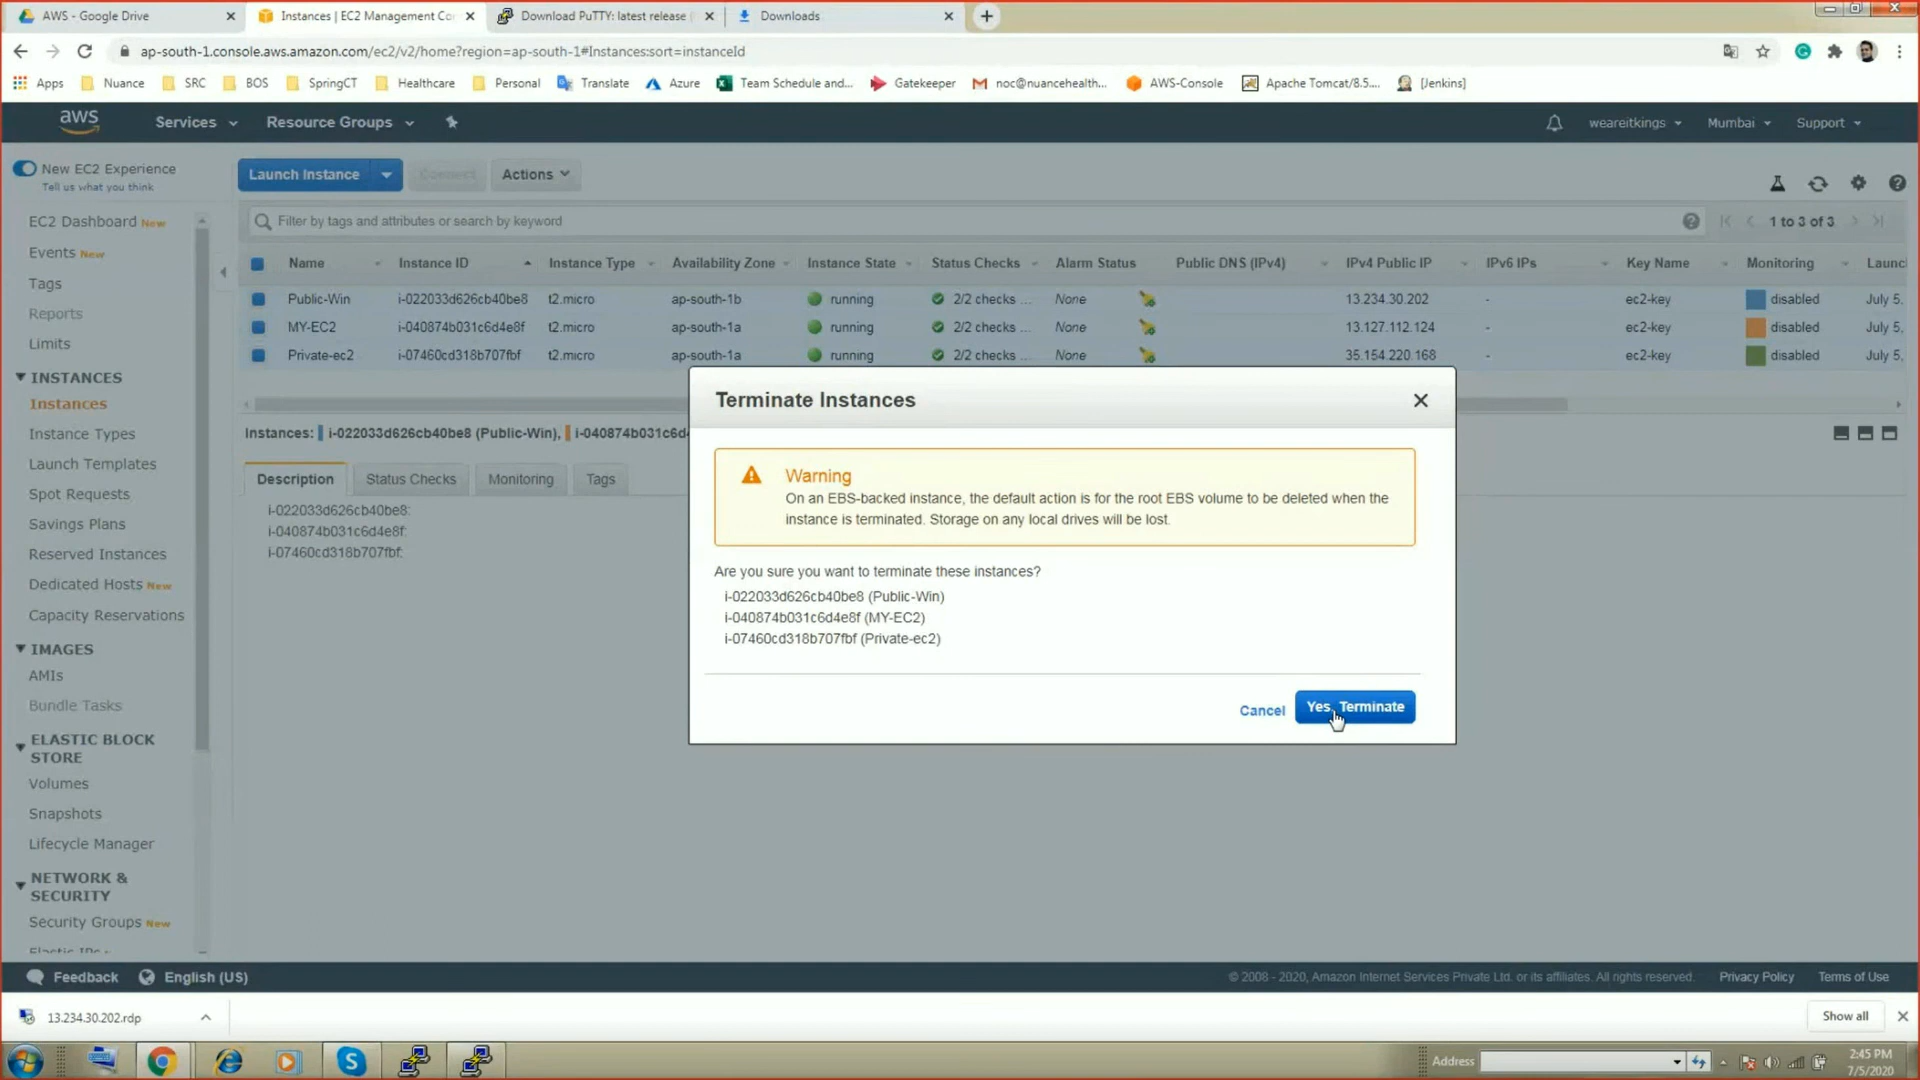 AWS - Google Drive
Instances | EC2 Management Co
Download PuTTY: latest release
Downloads
ap-south-1.console.aws.amazon.com/ec2/v2/home?region=ap-south-1#Instances:sort=instanceId
Apps Nuance SRC BOS SpringCT Healthcare Personal Translate Azure Team Schedule and... Gatekeeper noc@nuancehealth... AWS-Console Apache Tomcat/8.5.... [Jenkins]
aws Services Resource Groups weareitkings Mumbai Support
New EC2 Experience
Tell us what you think
Launch Instance Connect Actions
EC2 Dashboard New
Events New
Tags
Reports
Limits
INSTANCES
Instances
Instance Types
Launch Templates
Spot Requests
Savings Plans
Reserved Instances
Dedicated Hosts New
Capacity Reservations
IMAGES
AMIs
Bundle Tasks
ELASTIC BLOCK
STORE
Volumes
Snapshots
Lifecycle Manager
NETWORK &
SECURITY
Security Groups New
Elastic IPs
Filter by tags and attributes or search by keyword
1 to 3 of 3
Name Instance ID Instance Type Availability Zone Instance State Status Checks Alarm Status Public DNS (IPv4) IPv4 Public IP IPv6 IPs Key Name Monitoring Launc
Public-Win i-022033d626cb40be8 t2.micro ap-south-1b running 2/2 checks ... None 13.234.30.202 - ec2-key disabled July 5,
MY-EC2 i-040874b031c6d4e8f t2.micro ap-south-1a running 2/2 checks ... None 13.127.112.124 - ec2-key disabled July 5,
Private-ec2 i-07460cd318b707fbf t2.micro ap-south-1a running 2/2 checks ... None 35.154.220.168 - ec2-key disabled July 5,
Instances: i-022033d626cb40be8 (Public-Win), i-040874b031c6d4
Description Status Checks Monitoring Tags
i-022033d626cb40be8:
i-040874b031c6d4e8f:
i-07460cd318b707fbf:
Terminate Instances
Warning
On an EBS-backed instance, the default action is for the root EBS volume to be deleted when the
instance is terminated. Storage on any local drives will be lost.
Are you sure you want to terminate these instances?
i-022033d626cb40be8 (Public-Win)
i-040874b031c6d4e8f (MY-EC2)
i-07460cd318b707fbf (Private-ec2)
Cancel Yes, Terminate
Feedback English (US)
© 2008 - 2020, Amazon Internet Services Private Ltd. or its affiliates. All rights reserved. Privacy Policy Terms of Use
13.234.30.202.rdp
Show all
Address
2:45 PM
7/5/2020